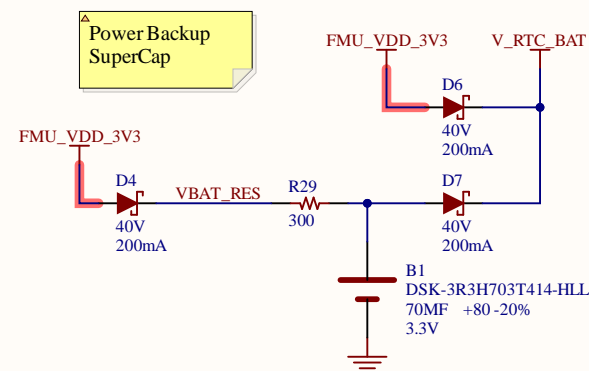 Power Backup
SuperCap
FMU_VDD_3V3
V_RTC_BAT
D6
40V
200mA
FMU_VDD_3V3
D4
40V
200mA
VBAT_RES
R29
300
D7
40V
200mA
B1
DSK-3R3H703T414-HLL
70MF +80 -20%
3.3V